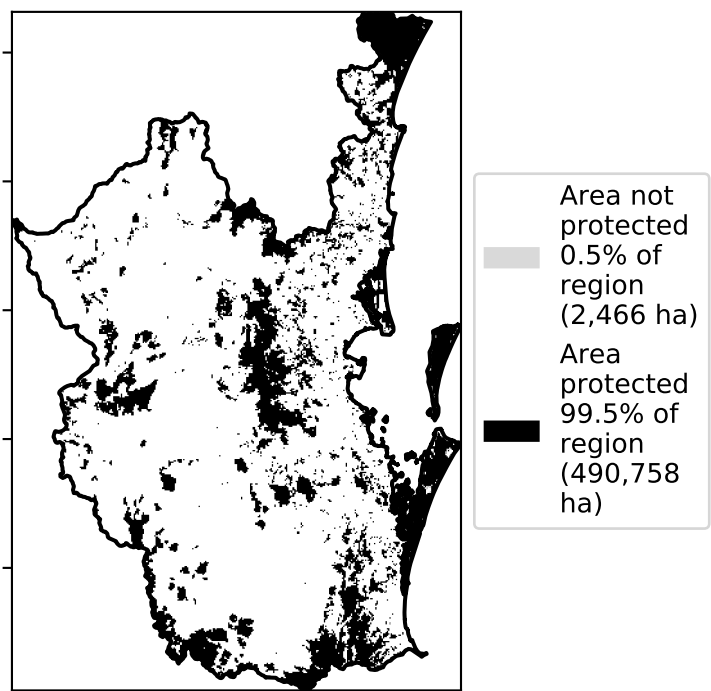 Area not
protected
0.5% of
region
(2,466 ha)
Area
protected
99.5% of
region
(490,758
ha)